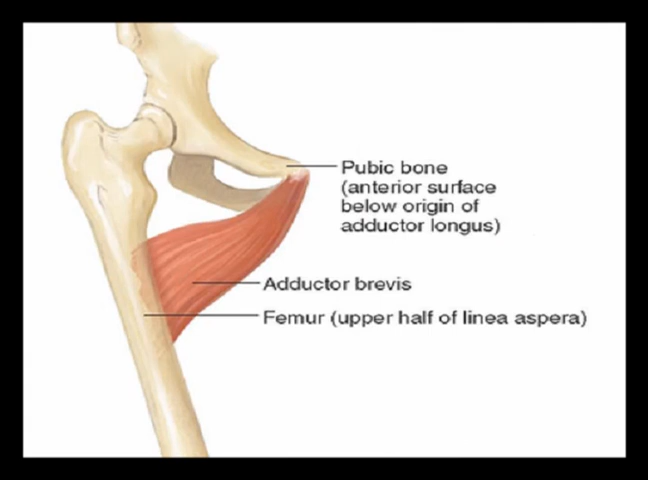 Pubic bone
(anterior surface
below origin of
adductor longus)
Adductor brevis
Femur (upper half of linea aspera)